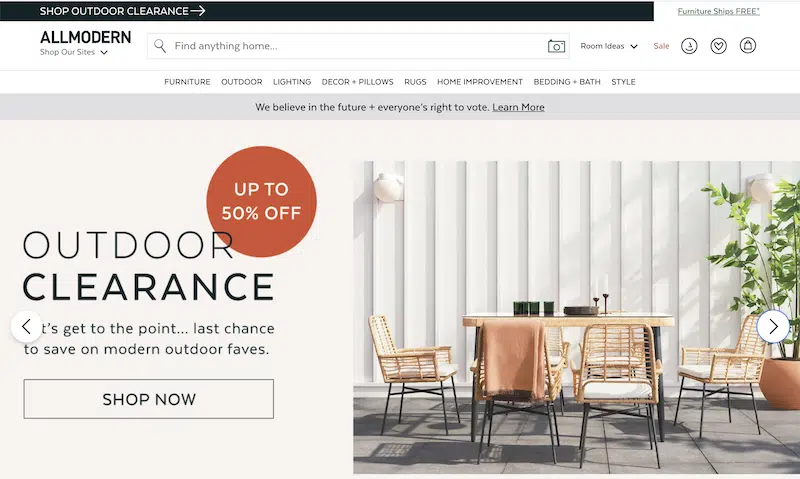 SHOP OUTDOOR CLEARANCE
Furniture Ships FREE*
ALLMODERN
Shop Our Sites
Find anything home...
Room Ideas
Sale
FURNITURE OUTDOOR LIGHTING DECOR + PILLOWS RUGS HOME IMPROVEMENT BEDDING + BATH STYLE
We believe in the future + everyone's right to vote. Learn More
UP TO
50% OFF
OUTDOOR
CLEARANCE
t's get to the point... last chance
to save on modern outdoor faves.
SHOP NOW